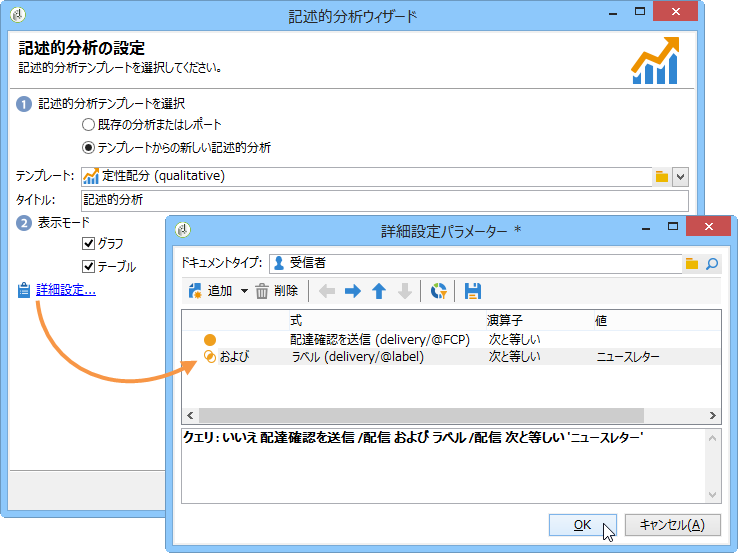 記述的分析ウィザード
記述的分析の設定
記述的分析テンプレートを選択してください。
1 記述的分析テンプレートを選択
既存の分析またはレポート
テンプレートからの新しい記述的分析
テンプレート: 定性配分 (qualitative)
タイトル: 記述的分析
2 表示モード
グラフ
テーブル
詳細設定...
詳細設定パラメーター *
ドキュメントタイプ: 受信者
追加 削除
式 演算子 値
配達確認を送信 (delivery/@FCP) 次と等しい
および ラベル (delivery/@label) 次と等しい ニュースレター
クエリ: いいえ 配達確認を送信 /配信 および ラベル /配信 次と等しい 'ニュースレター'
OK キャンセル(A)